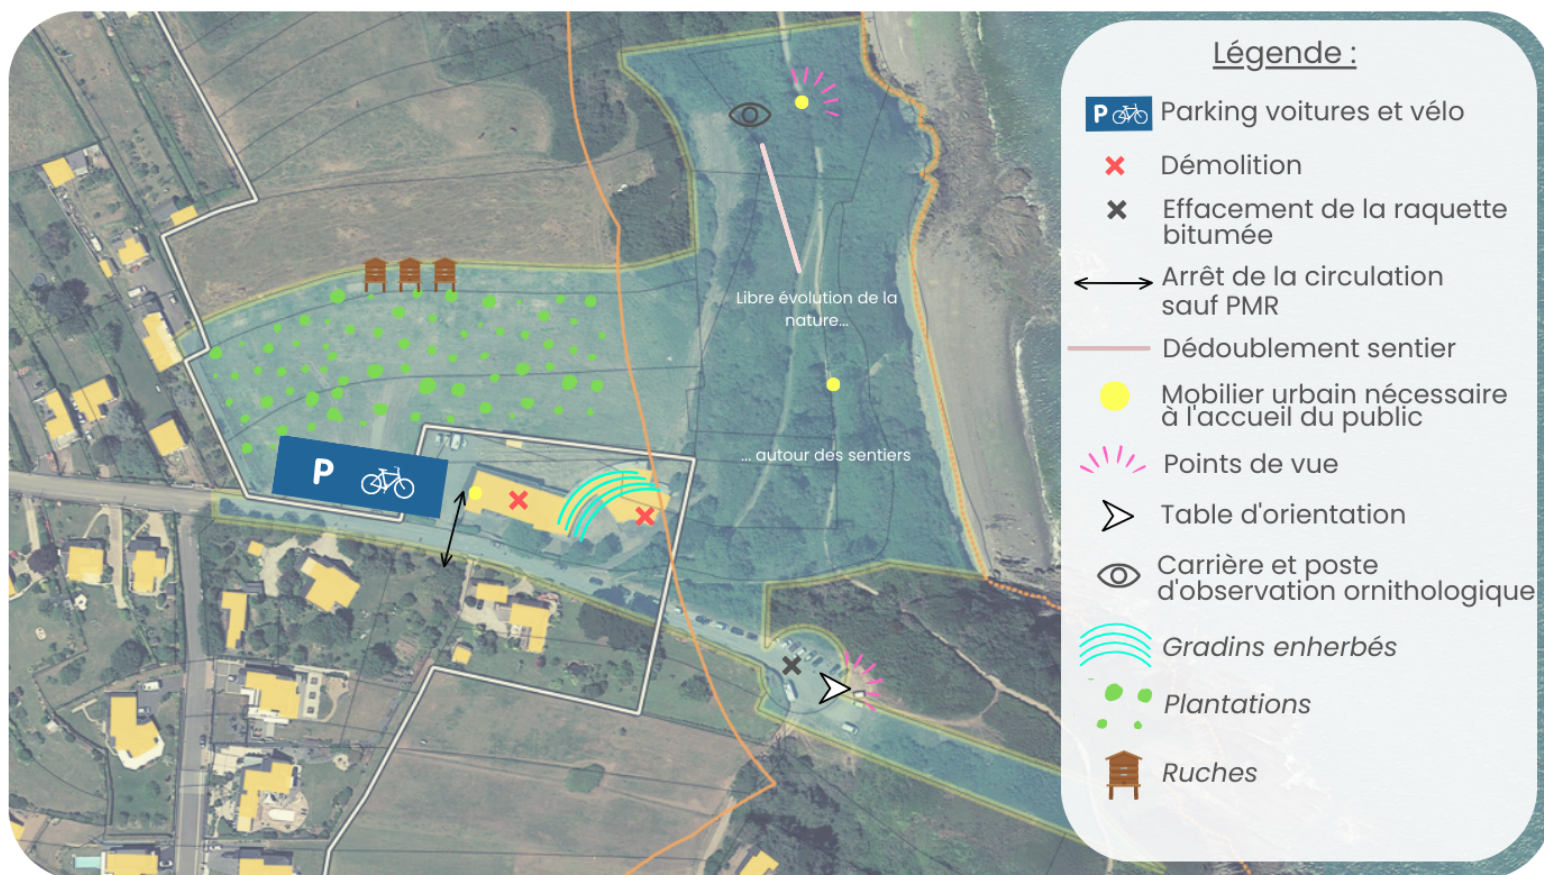 Légende :
P
Parking voitures et vélo
Démolition
Effacement de la raquette
bitumée
Arrêt de la circulation
sauf PMR
Dédoublement sentier
Mobilier urbain nécessaire
à l'accueil du public
Points de vue
Table d'orientation
Carrière et poste
d'observation ornithologique
Gradins enherbés
Plantations
Ruches
Libre évolution de la
nature...
... autour des sentiers
P